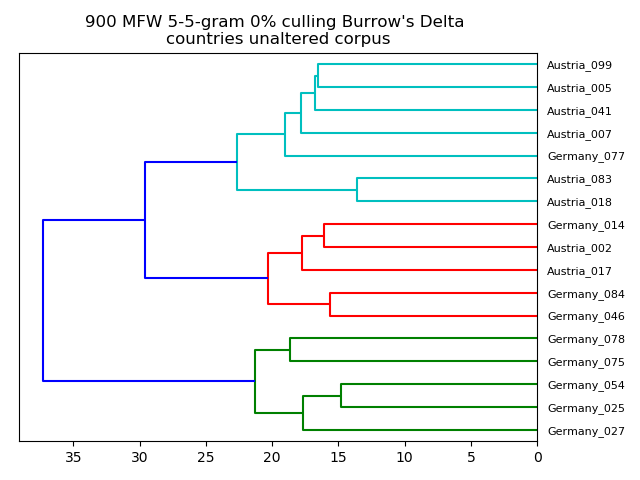 900 MFW 5-5-gram 0% culling Burrow's Delta
countries unaltered corpus
Austria_099
Austria_005
Austria_041
Austria_007
Germany_077
Austria_083
Austria_018
Germany_014
Austria_002
Austria_017
Germany_084
Germany_046
Germany_078
Germany_075
Germany_054
Germany_025
Germany_027
35 30 25 20 15 10 5 0